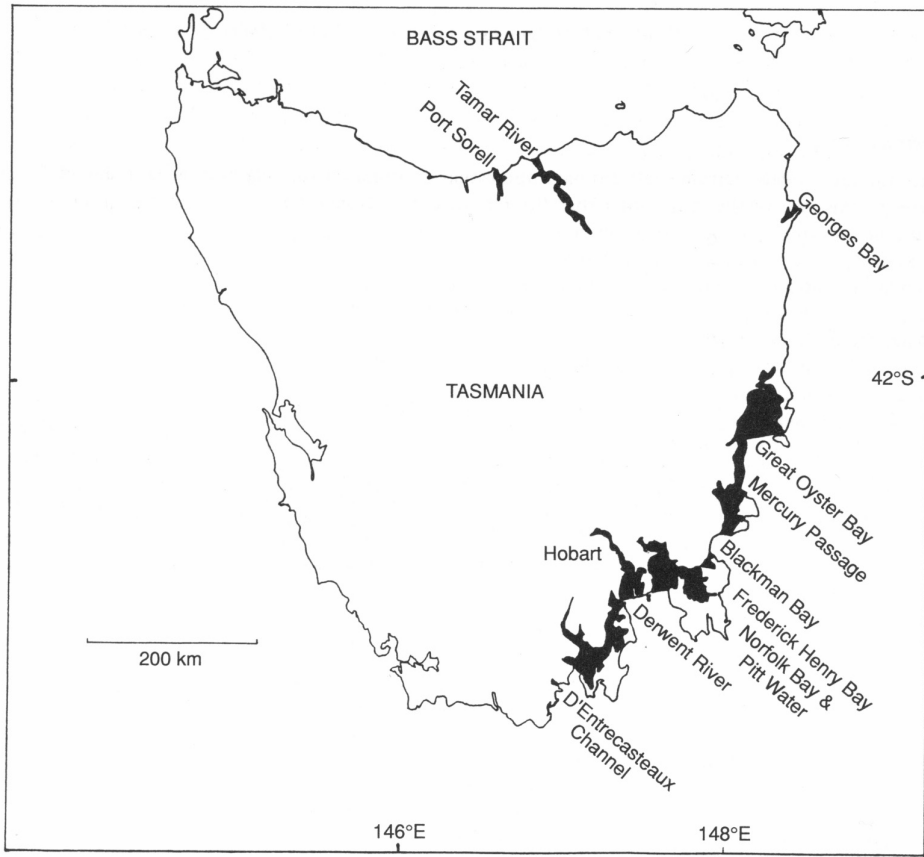 BASS STRAIT
Tamar River
Port Sorell
Georges Bay
42°S
TASMANIA
Great Oyster Bay
Mercury Passage
Hobart
Blackman Bay
Frederick Henry Bay
Norfolk Bay &
Pitt Water
Derwent River
200 km
D'Entrecasteaux
Channel
146°E
148°E